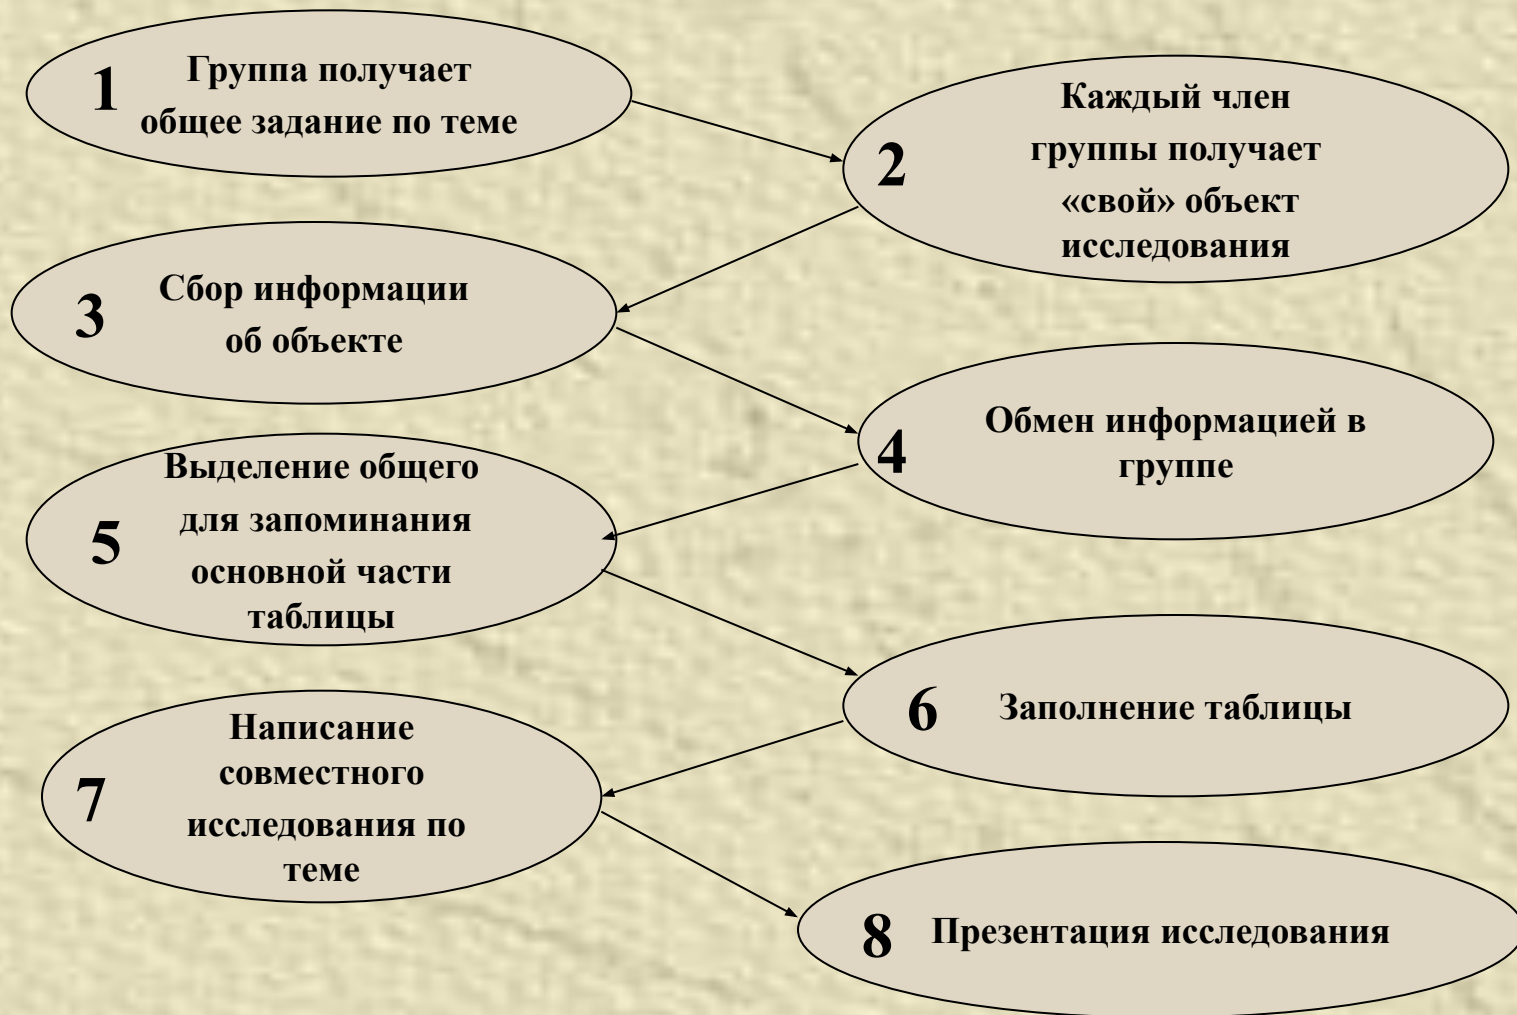 1
Группа получает
общее задание по теме
2
Каждый член
группы получает
«свой» объект
исследования
3
Сбор информации
об объекте
4
Обмен информацией в
группе
5
Выделение общего
для запоминания
основной части
таблицы
6
Заполнение таблицы
7
Написание
совместного
исследования по
теме
8
Презентация исследования